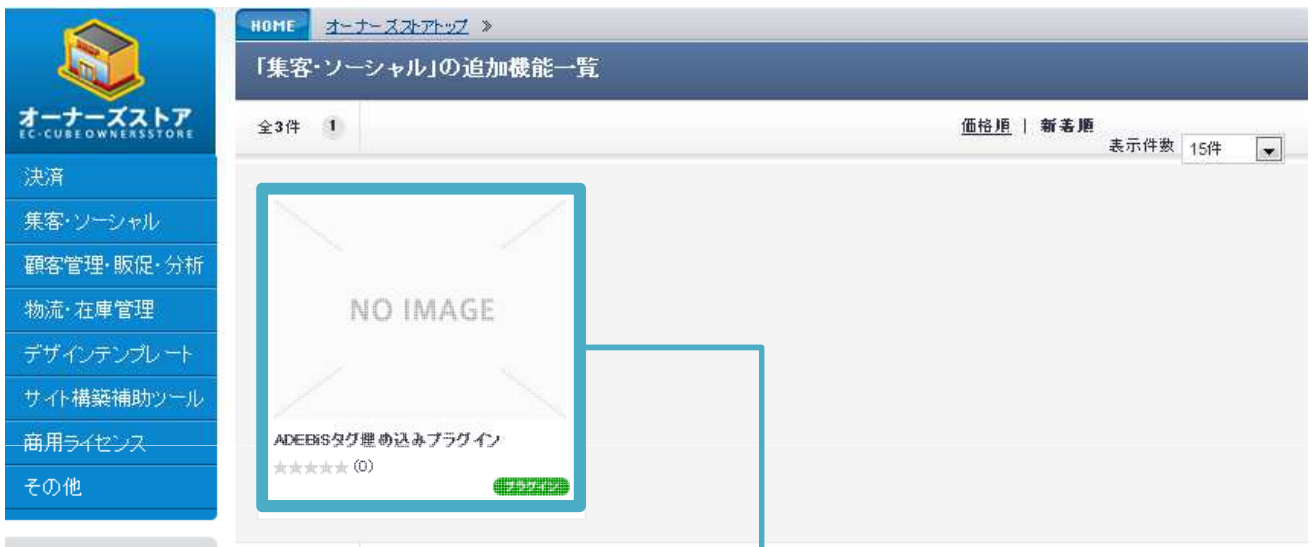 HOME オーナーズストアトップ »
「集客・ソーシャル」の追加機能一覧
オーナーズストア
EC-CUBE OWNERSSTORE
全3件 1
価格順 | 新着順
表示件数 15件
決済
集客・ソーシャル
顧客管理・販促・分析
物流・在庫管理
デザインテンプレート
サイト構築補助ツール
商用ライセンス
その他
SHOP
NO IMAGE
ADEBiSタグ埋め込みプラグイン
★★★★★ (0)
プラグイン